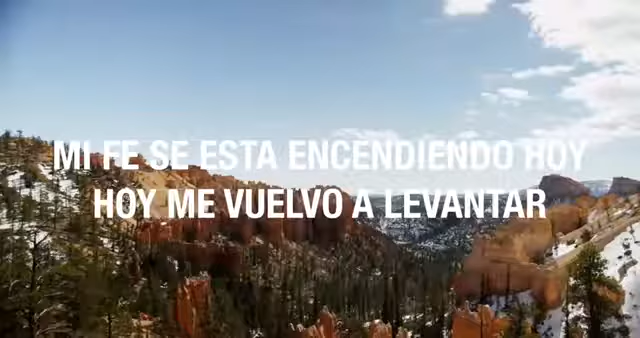 MI FE SE ESTA ENCENDIENDO HOY
HOY ME VUELVO A LEVANTAR